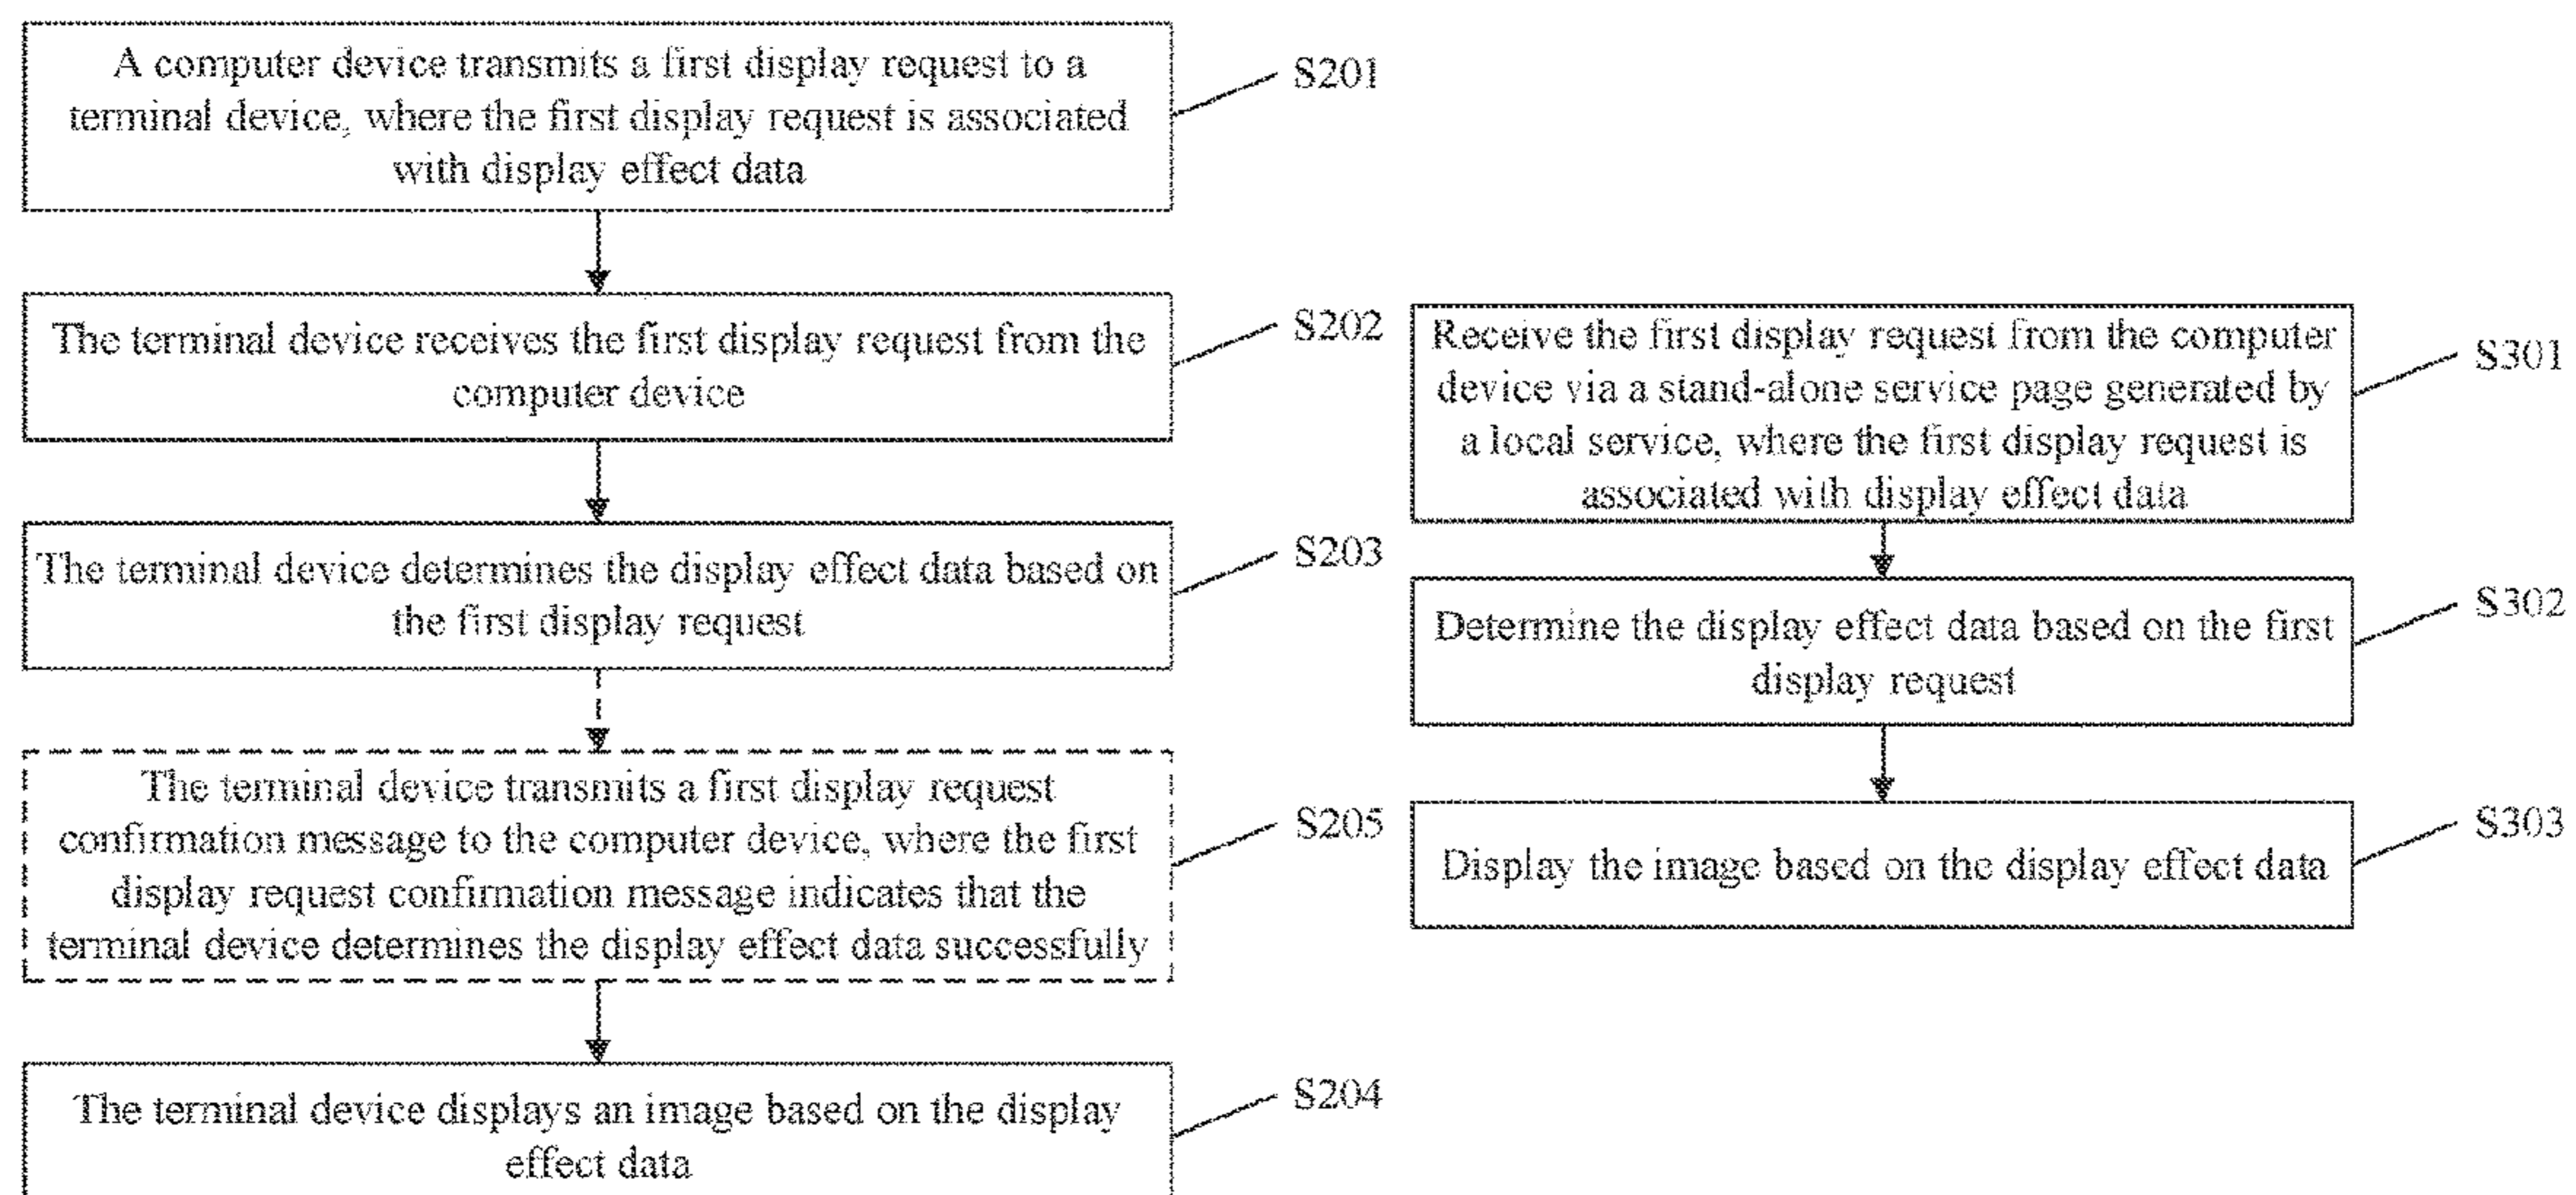 A computer device transmits a first display request to a
terminal device, where the first display request is associated
with display effect data
S201
The terminal device receives the first display request from the
computer device
S202
The terminal device determines the display effect data based on
the first display request
S203
The terminal device transmits a first display request
confirmation message to the computer device, where the first
display request confirmation message indicates that the
terminal device determines the display effect data successfully
S205
The terminal device displays an image based on the display
effect data
S204
Receive the first display request from the computer
device via a stand-alone service page generated by
a local service, where the first display request is
associated with display effect data
S301
Determine the display effect data based on the first
display request
S302
Display the image based on the display effect data
S303